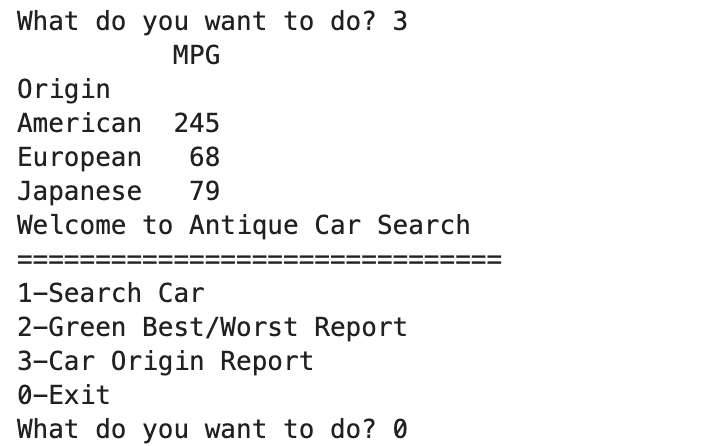 What do you want to do? 3
          MPG
Origin
American  245
European   68
Japanese   79
Welcome to Antique Car Search
===============================
1-Search Car
2-Green Best/Worst Report
3-Car Origin Report
0-Exit
What do you want to do? 0